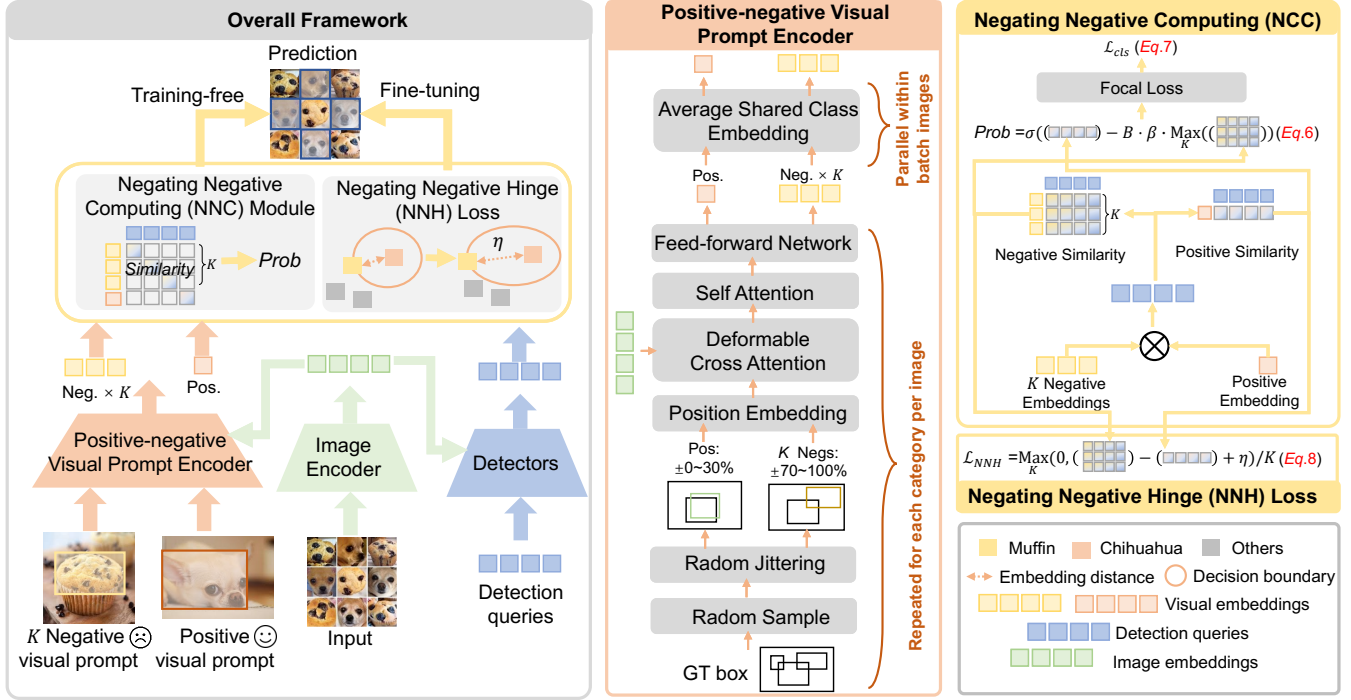 Overall Framework
Prediction
Training-free
Fine-tuning
Negating Negative
Computing (NNC) Module
Similarity
K
Prob
Negating Negative Hinge
(NNH) Loss
η
Neg. × K
Pos.
Positive-negative
Visual Prompt Encoder
Image
Encoder
Detectors
K Negative
visual prompt
Positive
visual prompt
Input
Detection
queries
Positive-negative Visual
Prompt Encoder
Average Shared Class
Embedding
Parallel within
batch images
Pos.
Neg. × K
Feed-forward Network
Self Attention
Deformable
Cross Attention
Position Embedding
Pos:
±0~30%
K Negs:
±70~100%
Radom Jittering
Radom Sample
GT box
Repeated for each category per image
Negating Negative Computing (NCC)
ℒcls (Eq.7)
Focal Loss
Prob =σ(( ) − B · β · Max(( ))(Eq.6)
K
K
Negative Similarity
Positive Similarity
K Negative
Embeddings
Positive
Embedding
ℒNNH =Max(0, ( ) − ( ) + η)/K (Eq.8)
K
Negating Negative Hinge (NNH) Loss
Muffin
Chihuahua
Others
Embedding distance
Decision boundary
Visual embeddings
Detection queries
Image embeddings